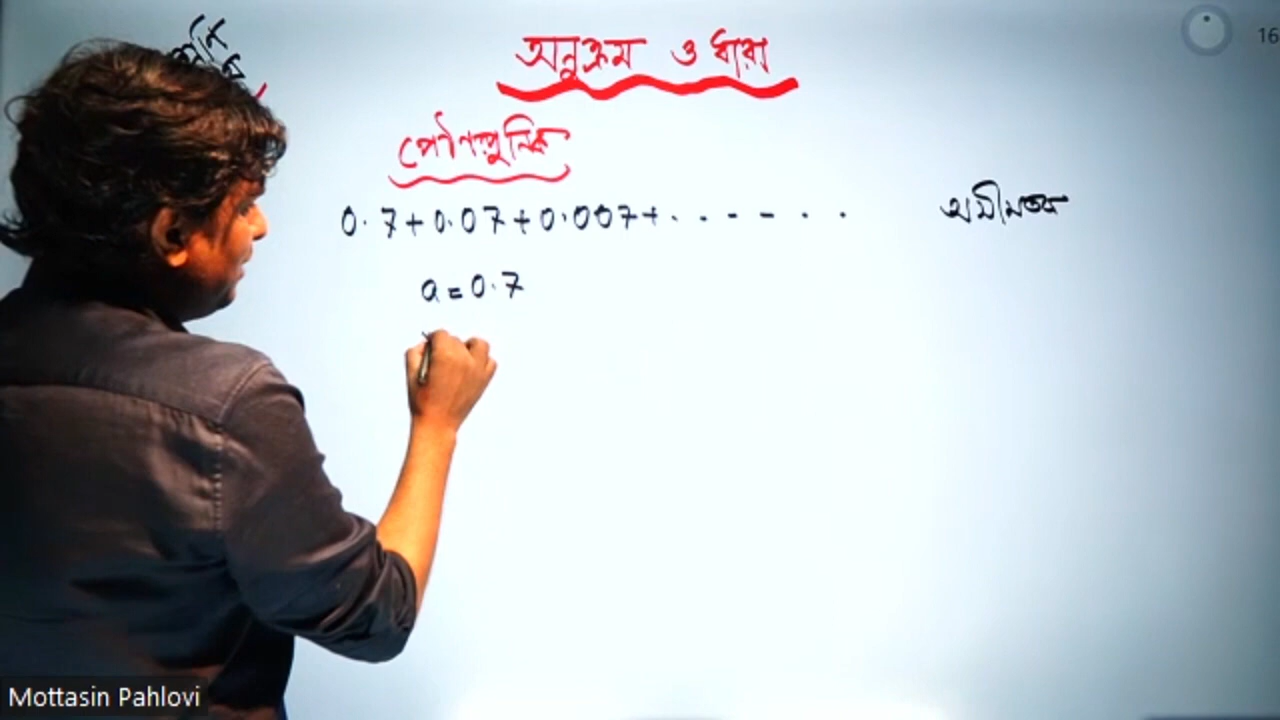 অনুক্রম ও ধারা
পৌনঃপুনিক
0.7+0.07+0.007+.......
অসীমতক
a=0.7
16
Mottasin Pahlovi